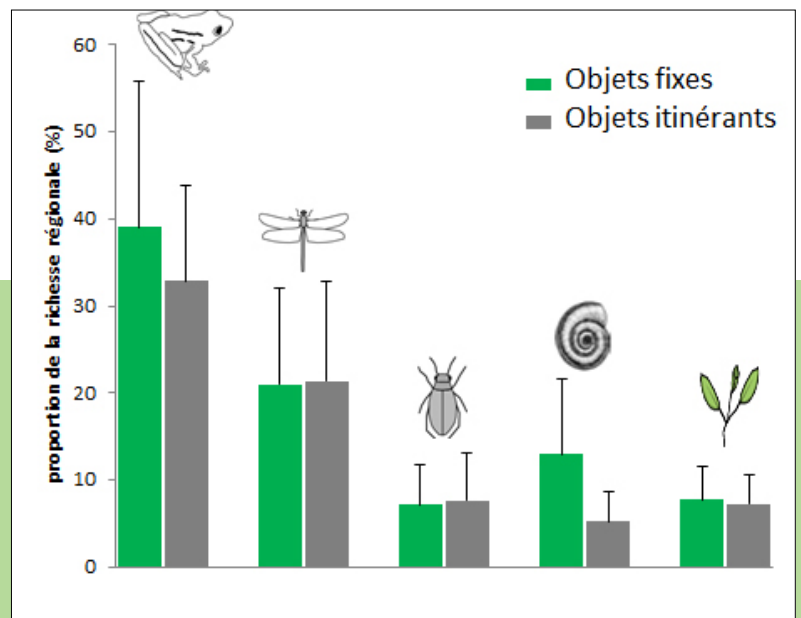 60
50
40
30
20
10
0
proportion de la richesse régionale (%)
Objets fixes
Objets itinérants